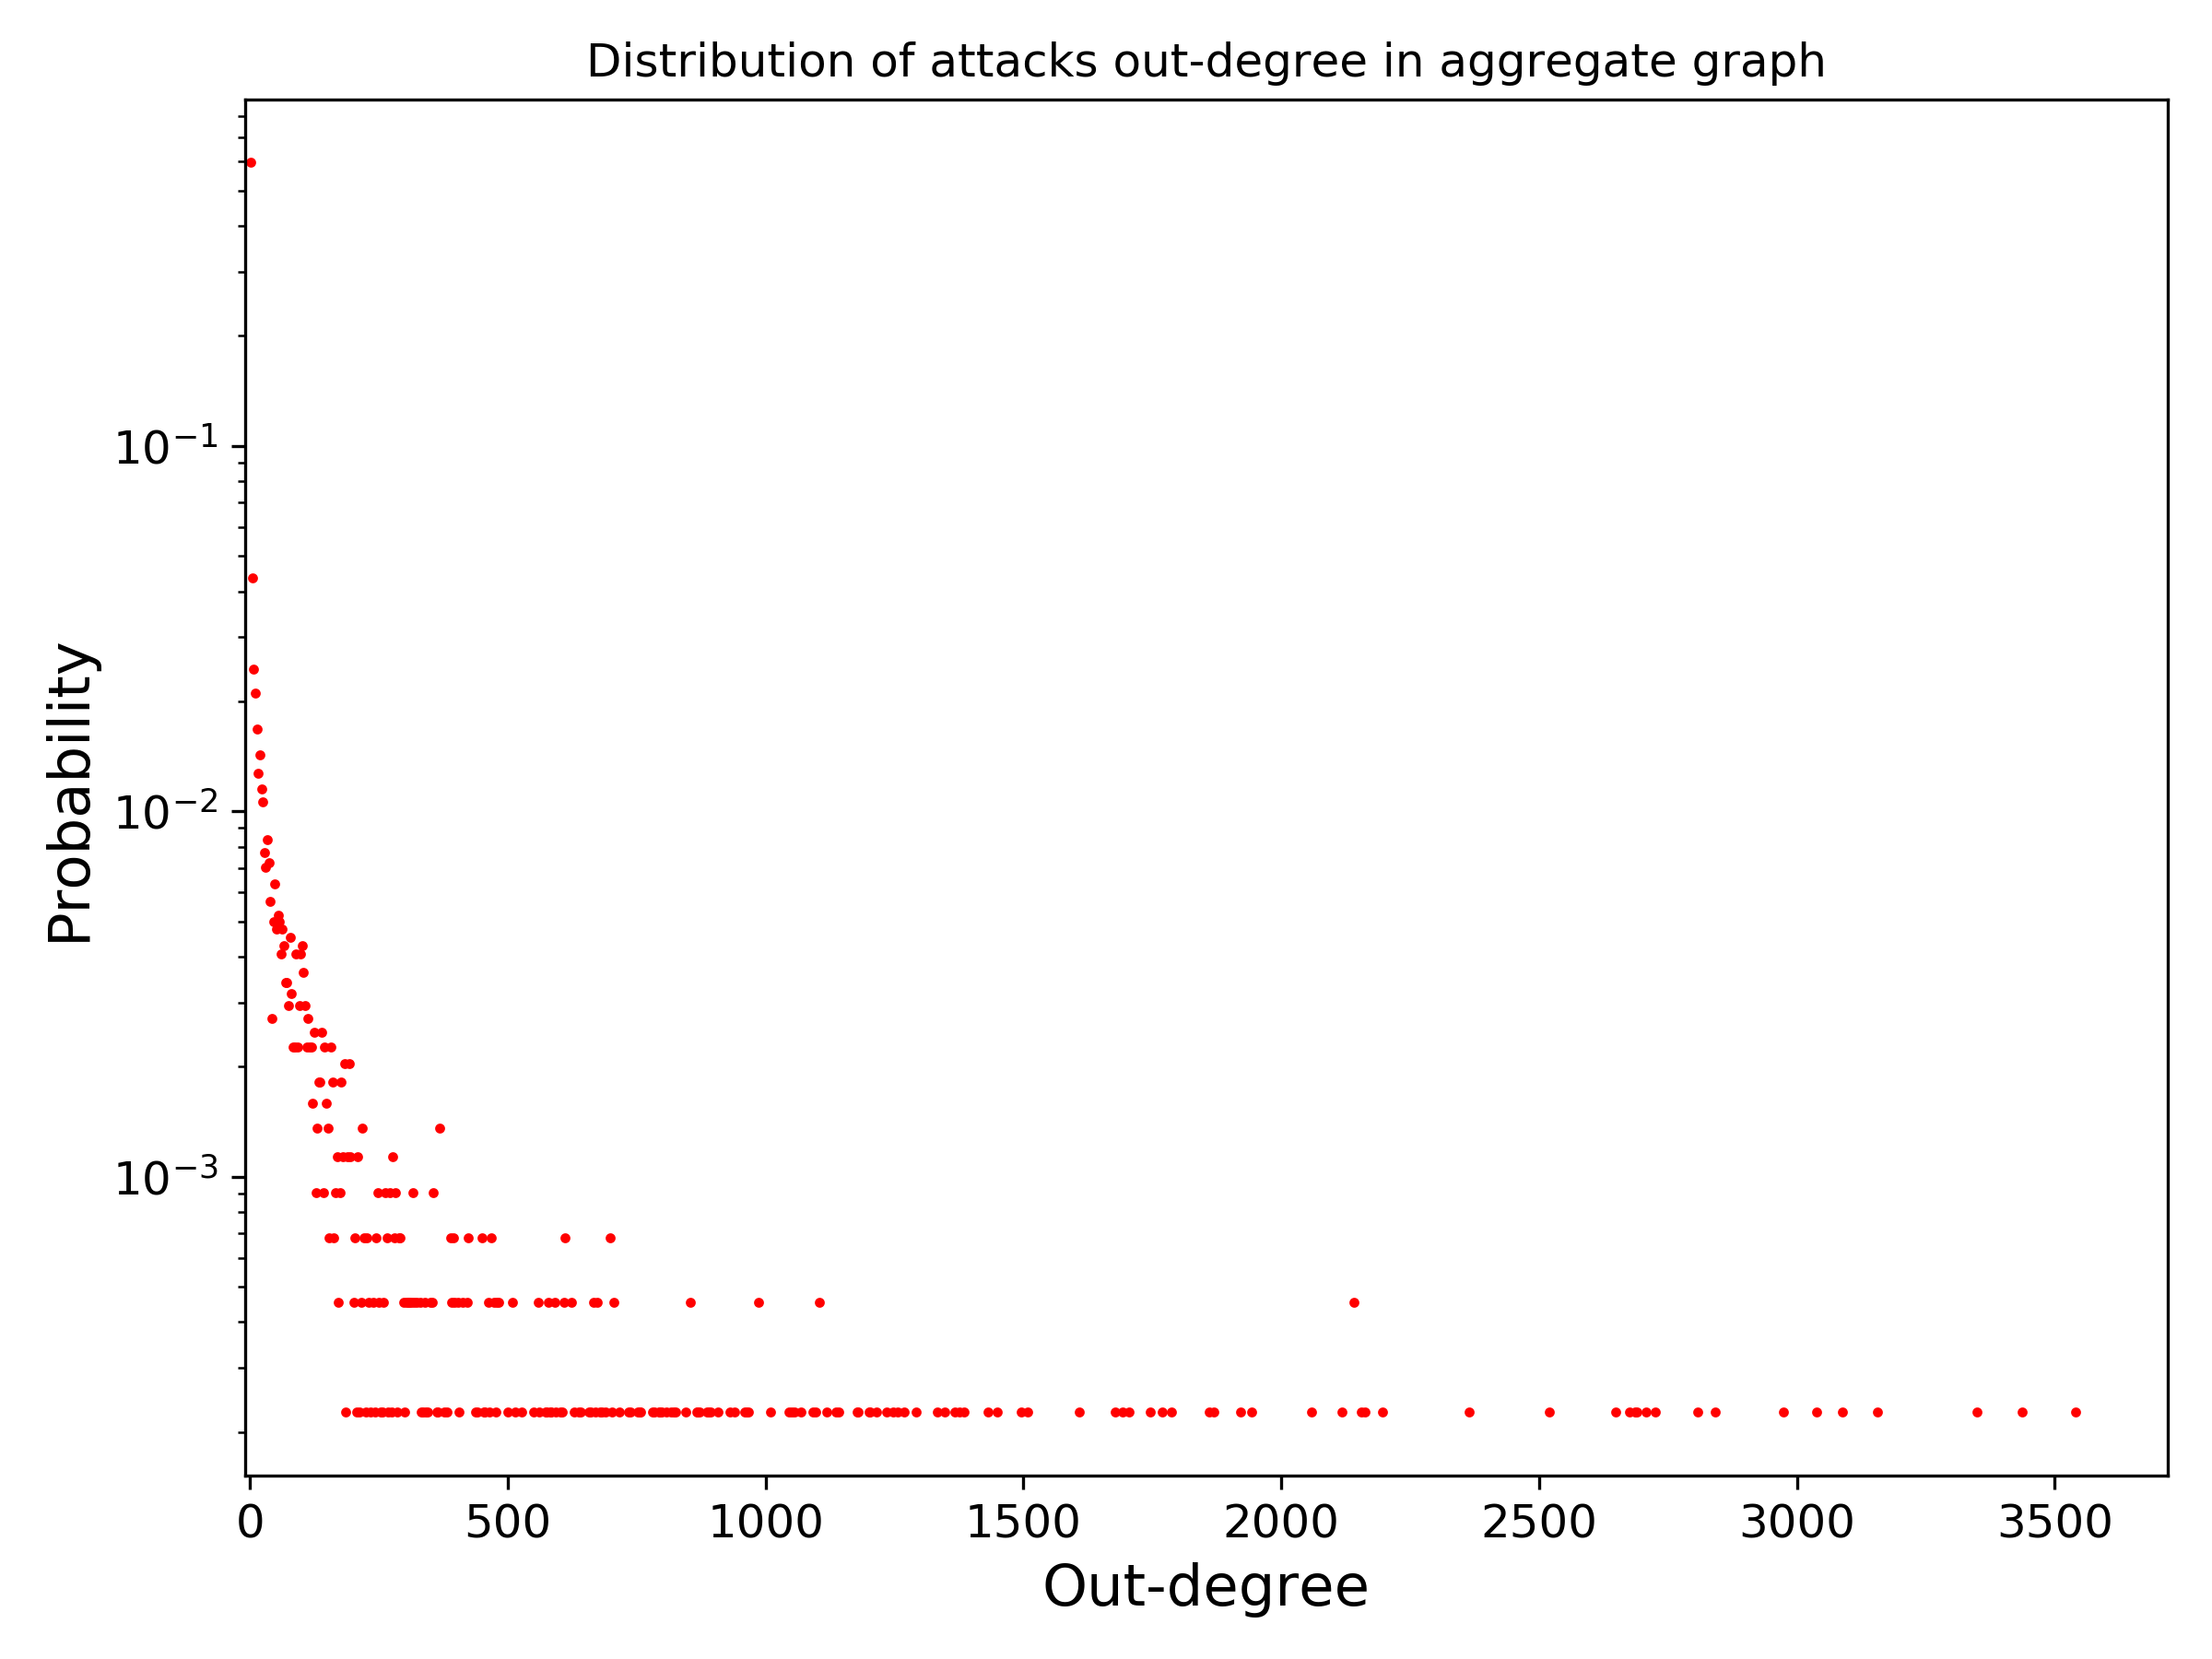 Distribution of attacks out-degree in aggregate graph
10⁻¹
10⁻²
10⁻³
Probability
0 500 1000 1500 2000 2500 3000 3500
Out-degree